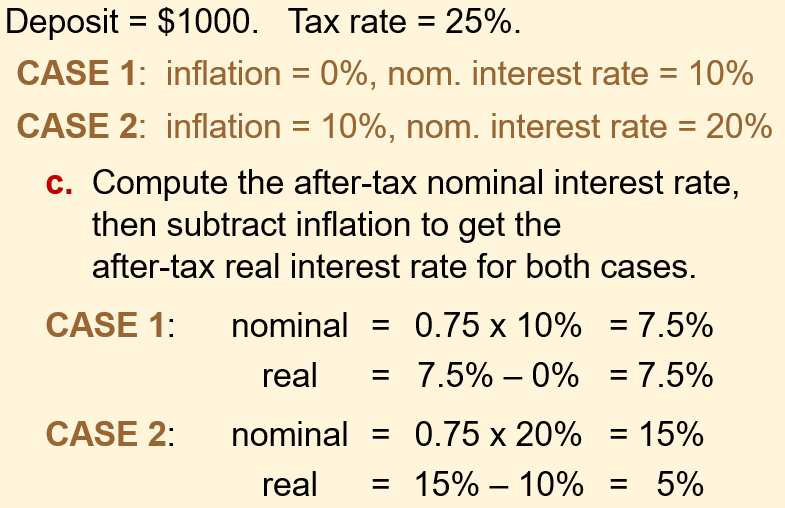 Deposit = $1000.   Tax rate = 25%.
CASE 1:  inflation = 0%, nom. interest rate = 10%
CASE 2:  inflation = 10%, nom. interest rate = 20%
c.  Compute the after-tax nominal interest rate,
then subtract inflation to get the
after-tax real interest rate for both cases.
CASE 1:  nominal  =  0.75 x 10%  = 7.5%
real  =  7.5% – 0%  = 7.5%
CASE 2:  nominal  =  0.75 x 20%  = 15%
real  =  15% – 10%  =  5%